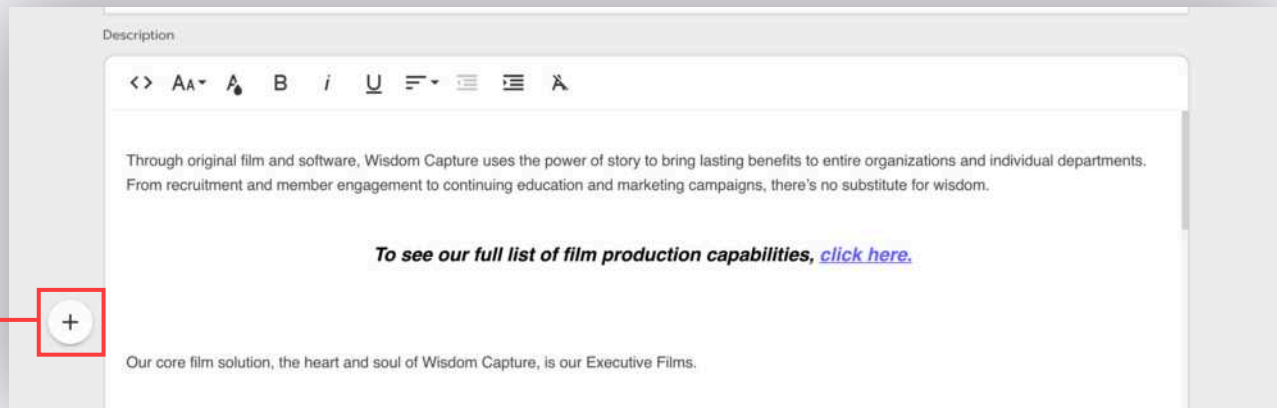 Description
<> AA B i U A
Through original film and software, Wisdom Capture uses the power of story to bring lasting benefits to entire organizations and individual departments.
From recruitment and member engagement to continuing education and marketing campaigns, there's no substitute for wisdom.
To see our full list of film production capabilities, click here.
+
Our core film solution, the heart and soul of Wisdom Capture, is our Executive Films.